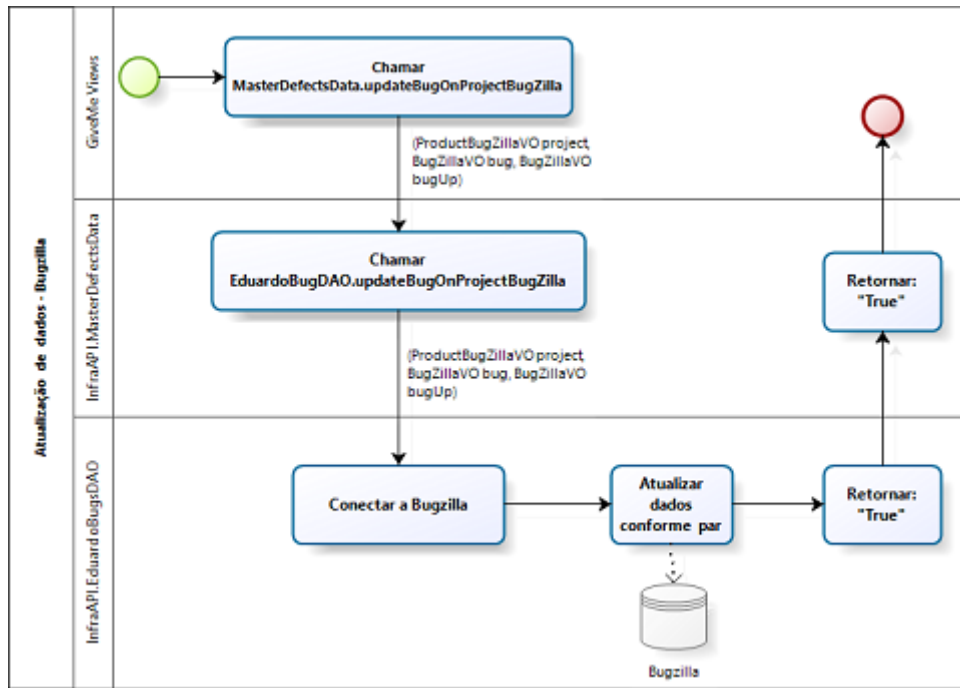 Atualização de dados - Bugzilla
GiveMe Views
Chamar
MasterDefectsData.updateBugOnProjectBugZilla
(ProductBugZillaVO project,
BugZillaVO bug, BugZillaVO
bugUp)
InfraAPI.MasterDefectsData
Chamar
EduardoBugDAO.updateBugOnProjectBugZilla
Retornar:
"True"
(ProductBugZillaVO project,
BugZillaVO bug, BugZillaVO
bugUp)
InfraAPI.EduardoBugsDAO
Conectar a Bugzilla
Atualizar
dados
conforme par
Retornar:
"True"
Bugzilla